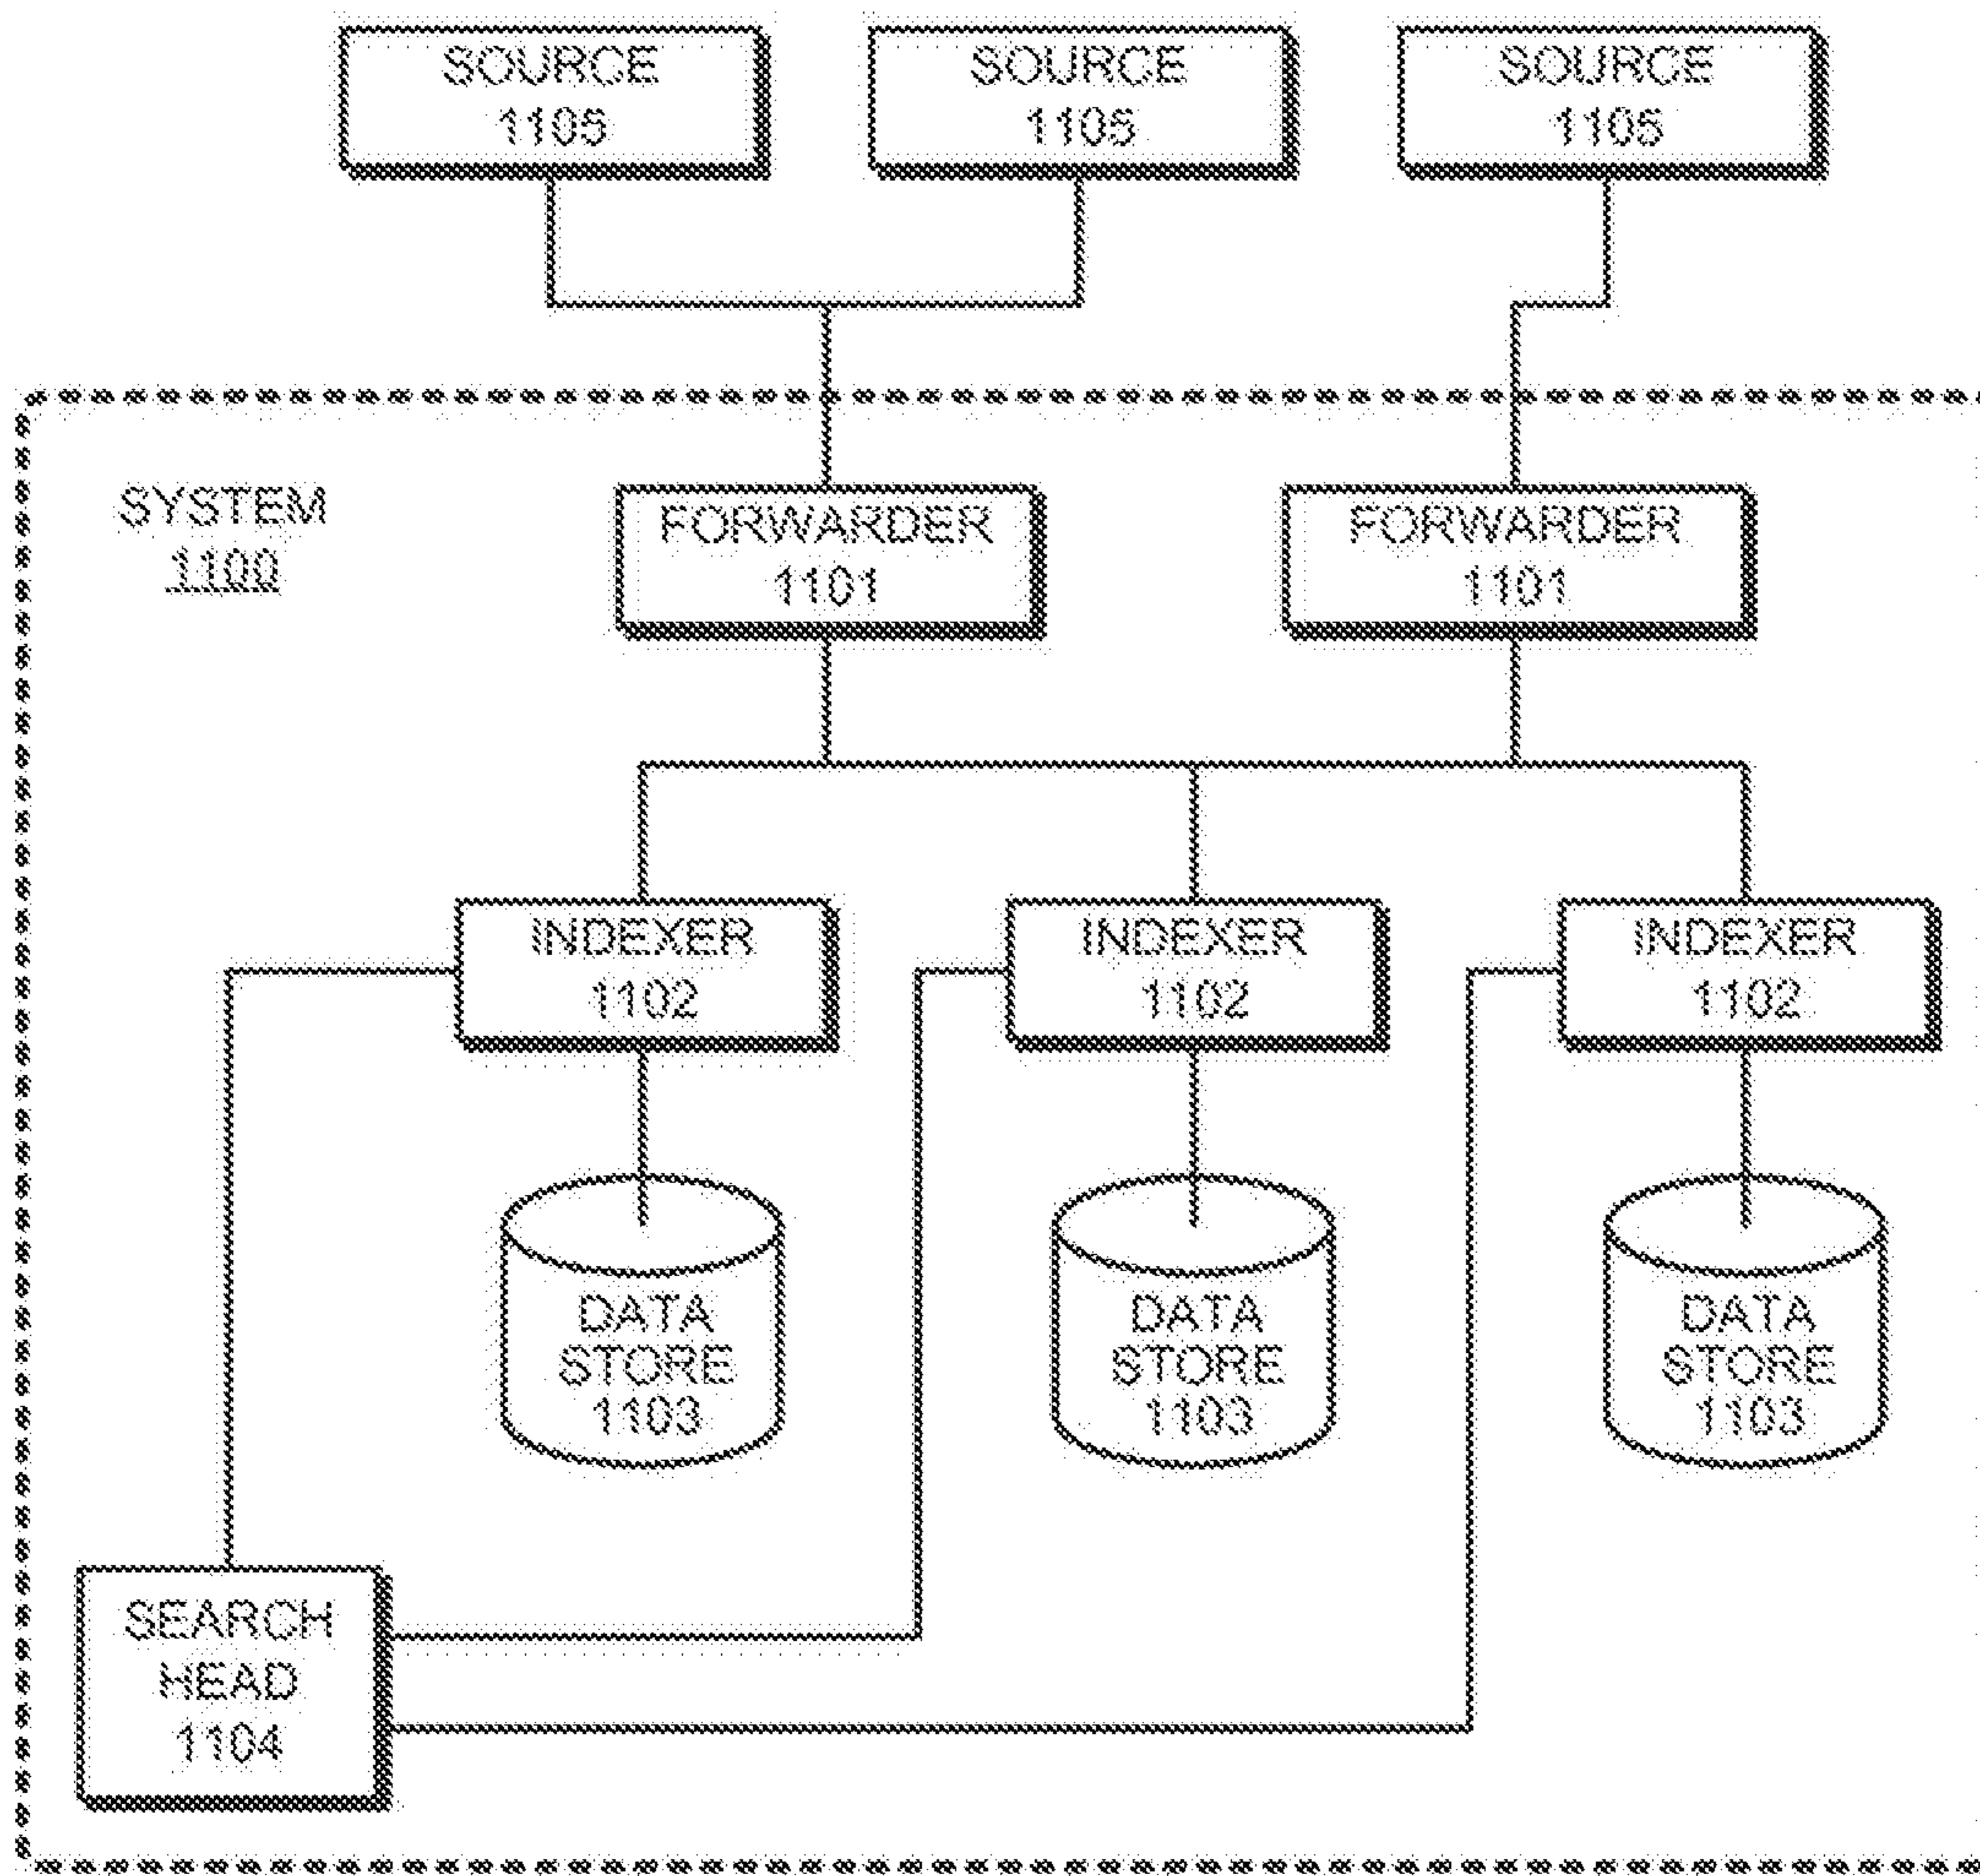 SOURCE
1105
SOURCE
1105
SOURCE
1105
SYSTEM
1100
FORWARDER
1101
FORWARDER
1101
INDEXER
1102
INDEXER
1102
INDEXER
1102
DATA
STORE
1103
DATA
STORE
1103
DATA
STORE
1103
SEARCH
HEAD
1104